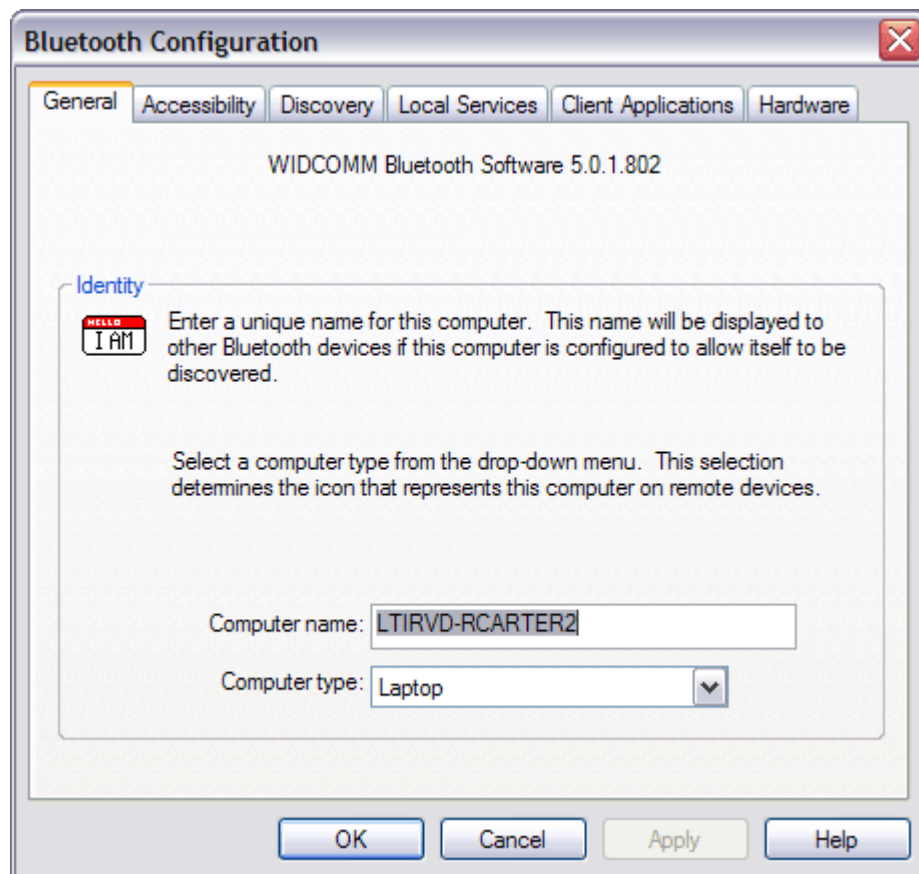 Bluetooth Configuration
General Accessibility Discovery Local Services Client Applications Hardware
WIDCOMM Bluetooth Software 5.0.1.802
Identity
HELLO
I AM
Enter a unique name for this computer. This name will be displayed to
other Bluetooth devices if this computer is configured to allow itself to be
discovered.
Select a computer type from the drop-down menu. This selection
determines the icon that represents this computer on remote devices.
Computer name: LTIRVD-RCARTER2
Computer type: Laptop
OK Cancel Apply Help